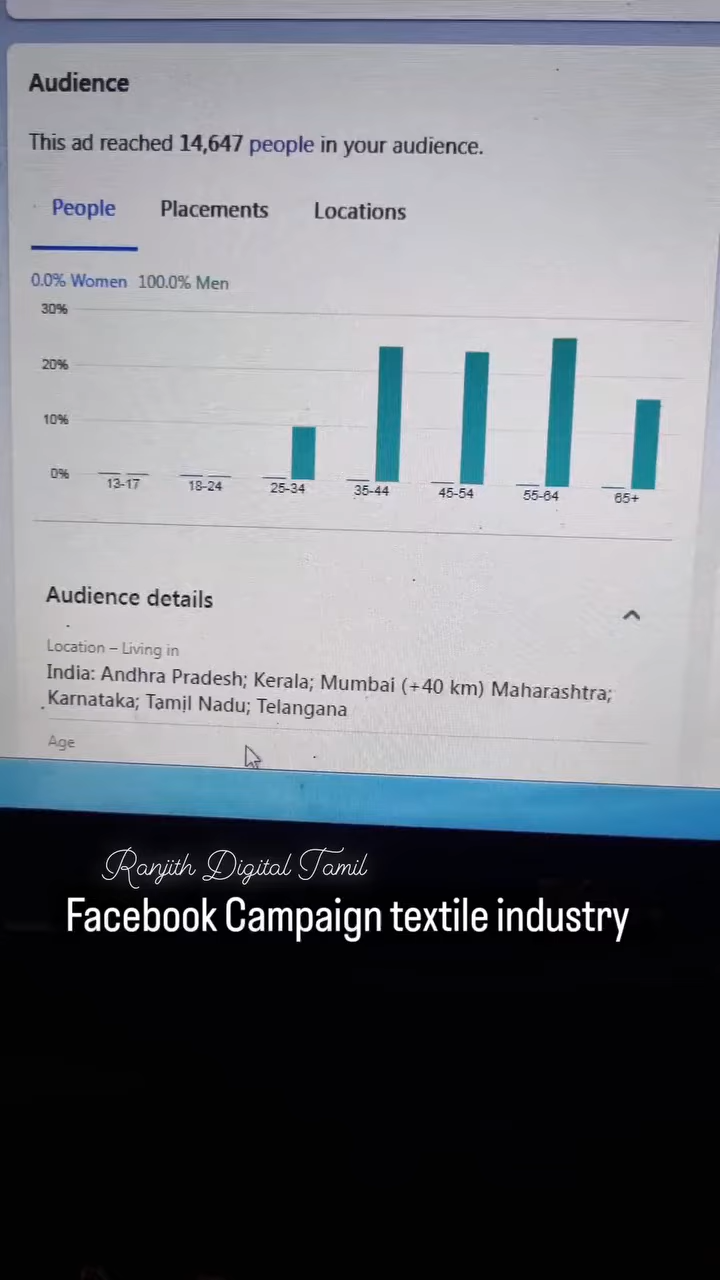 Audience
This ad reached 14,647 people in your audience.
People Placements Locations
0.0% Women 100.0% Men
30%
20%
10%
0%
13-17 18-24 25-34 35-44 45-54 55-64 65+
Audience details
Location – Living in
India: Andhra Pradesh; Kerala; Mumbai (+40 km) Maharashtra;
Karnataka; Tamil Nadu; Telangana
Age
Ranjith Digital Tamil
Facebook Campaign textile industry